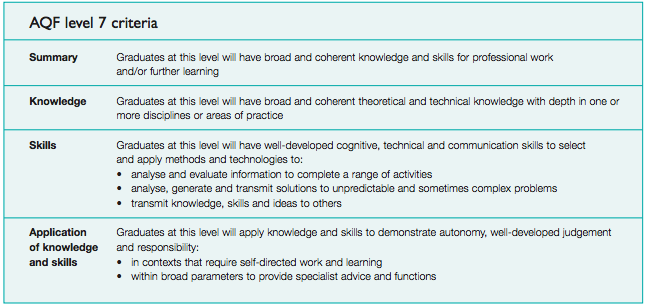 AQF level 7 criteria
Summary Graduates at this level will have broad and coherent knowledge and skills for professional work
and/or further learning
Knowledge Graduates at this level will have broad and coherent theoretical and technical knowledge with depth in one or
more disciplines or areas of practice
Skills Graduates at this level will have well-developed cognitive, technical and communication skills to select
and apply methods and technologies to:
• analyse and evaluate information to complete a range of activities
• analyse, generate and transmit solutions to unpredictable and sometimes complex problems
• transmit knowledge, skills and ideas to others
Application Graduates at this level will apply knowledge and skills to demonstrate autonomy, well-developed judgement
of knowledge and responsibility:
and skills • in contexts that require self-directed work and learning
• within broad parameters to provide specialist advice and functions